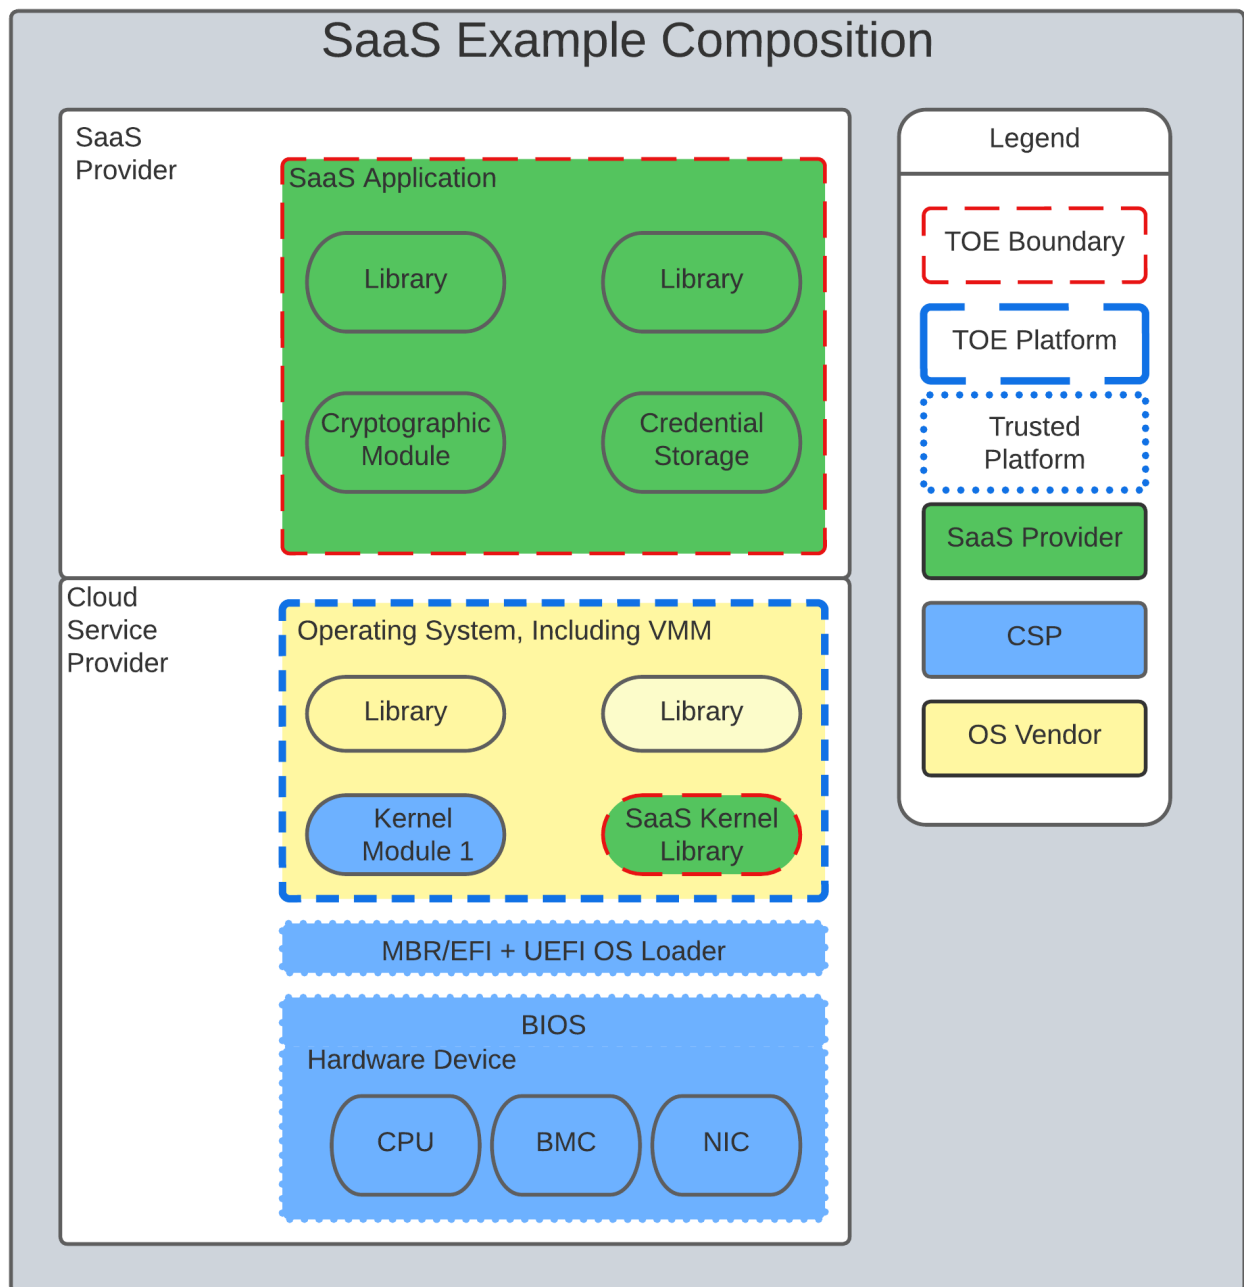 SaaS Example Composition
SaaS
Provider
SaaS Application
Library
Library
Cryptographic
Module
Credential
Storage
Cloud
Service
Provider
Operating System, Including VMM
Library
Library
Kernel
Module 1
SaaS Kernel
Library
MBR/EFI + UEFI OS Loader
BIOS
Hardware Device
CPU
BMC
NIC
Legend
TOE Boundary
TOE Platform
Trusted
Platform
SaaS Provider
CSP
OS Vendor